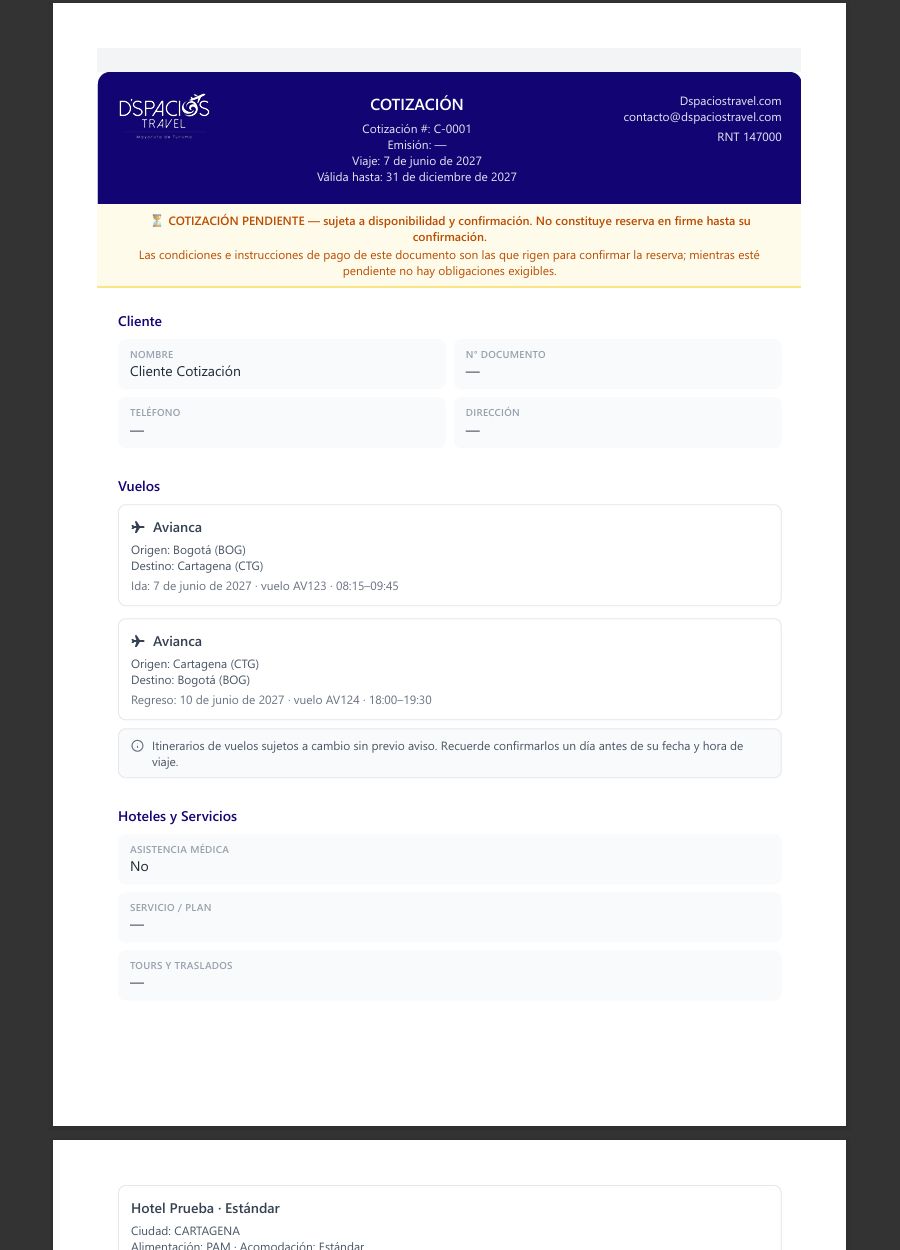 D'SPACIOS
TRAVEL
Mayorista de Turismo
COTIZACIÓN
Cotización #: C-0001
Emisión: —
Viaje: 7 de junio de 2027
Válida hasta: 31 de diciembre de 2027
Dspaciostravel.com
contacto@dspaciostravel.com
RNT 147000
⏳ COTIZACIÓN PENDIENTE — sujeta a disponibilidad y confirmación. No constituye reserva en firme hasta su
confirmación.
Las condiciones e instrucciones de pago de este documento son las que rigen para confirmar la reserva; mientras esté
pendiente no hay obligaciones exigibles.
Cliente
NOMBRE
Cliente Cotización
N° DOCUMENTO
—
TELÉFONO
—
DIRECCIÓN
—
Vuelos
Avianca
Origen: Bogotá (BOG)
Destino: Cartagena (CTG)
Ida: 7 de junio de 2027 · vuelo AV123 · 08:15–09:45
Avianca
Origen: Cartagena (CTG)
Destino: Bogotá (BOG)
Regreso: 10 de junio de 2027 · vuelo AV124 · 18:00–19:30
Itinerarios de vuelos sujetos a cambio sin previo aviso. Recuerde confirmarlos un día antes de su fecha y hora de
viaje.
Hoteles y Servicios
ASISTENCIA MÉDICA
No
SERVICIO / PLAN
—
TOURS Y TRASLADOS
—
Hotel Prueba · Estándar
Ciudad: CARTAGENA
Alimentación: PAM · Acomodación: Estándar